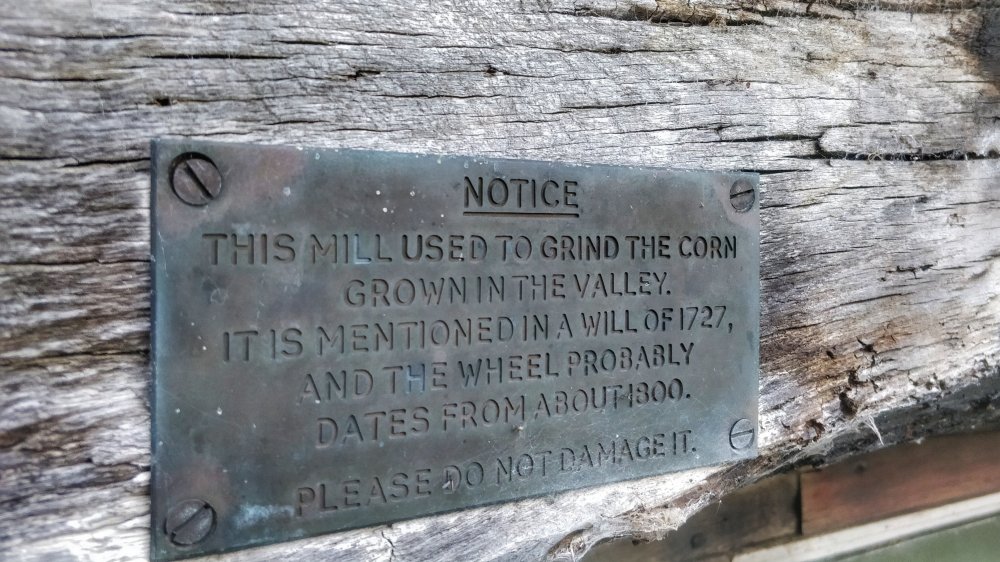 NOTICE
THIS MILL USED TO GRIND THE CORN
GROWN IN THE VALLEY.
IT IS MENTIONED IN A WILL OF 1727,
AND THE WHEEL PROBABLY
DATES FROM ABOUT 1800.
PLEASE DO NOT DAMAGE IT.